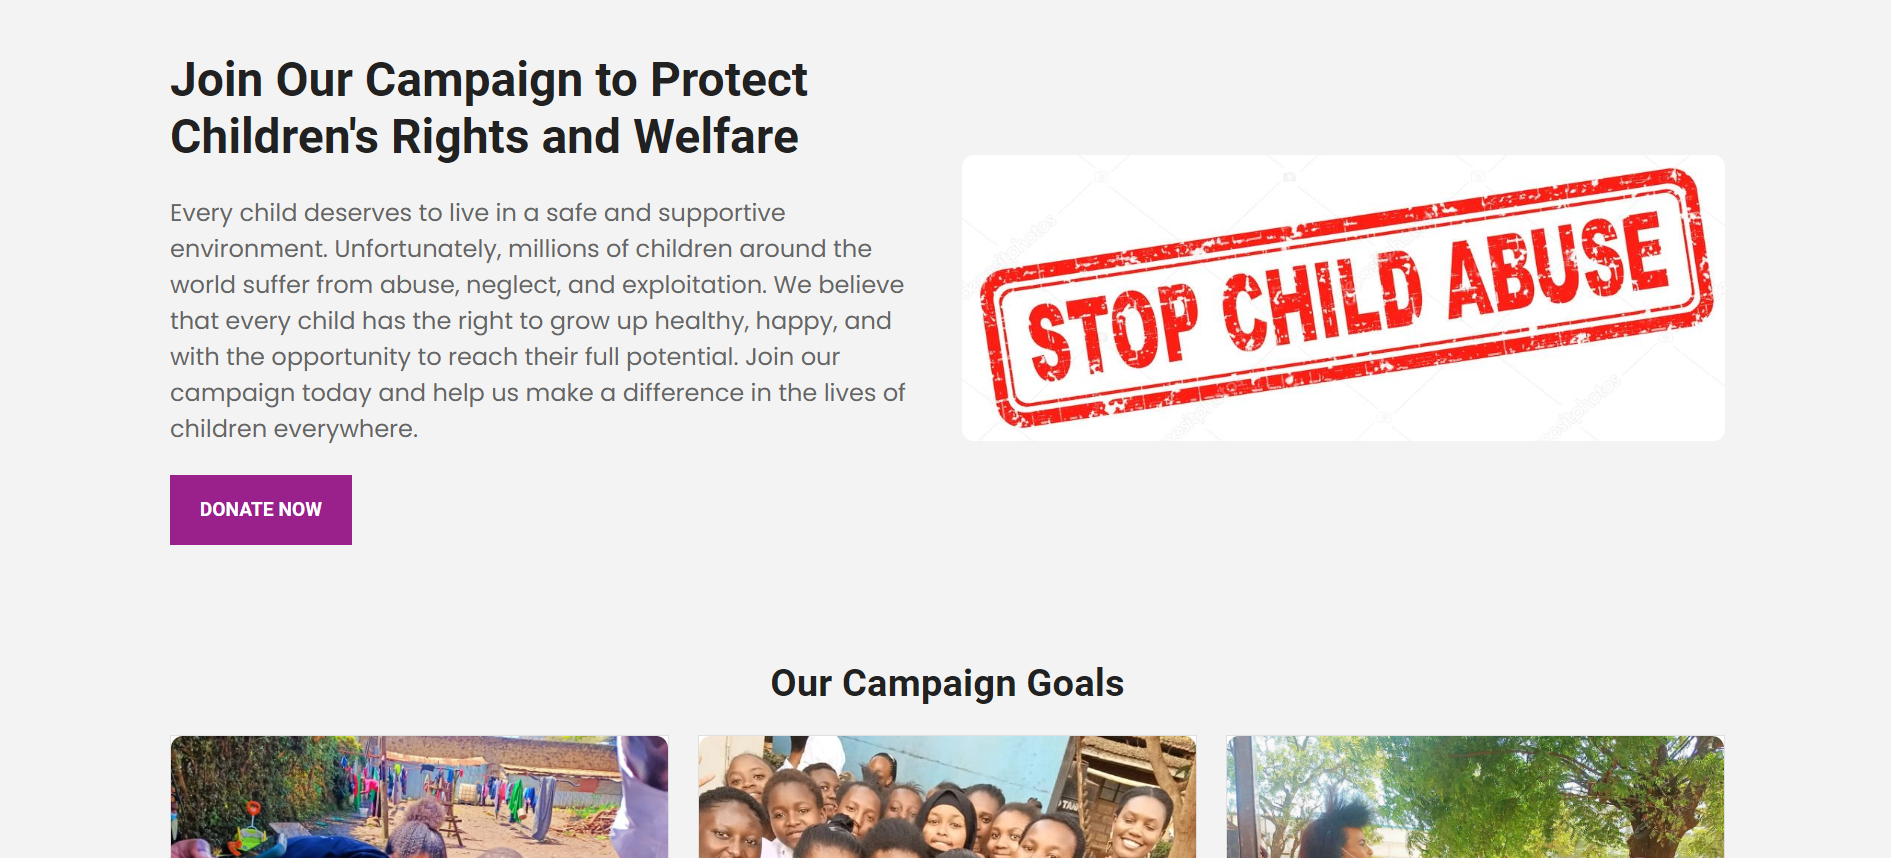 Join Our Campaign to Protect
Children's Rights and Welfare
Every child deserves to live in a safe and supportive
environment. Unfortunately, millions of children around the
world suffer from abuse, neglect, and exploitation. We believe
that every child has the right to grow up healthy, happy, and
with the opportunity to reach their full potential. Join our
campaign today and help us make a difference in the lives of
children everywhere.
DONATE NOW
STOP CHILD ABUSE
Our Campaign Goals